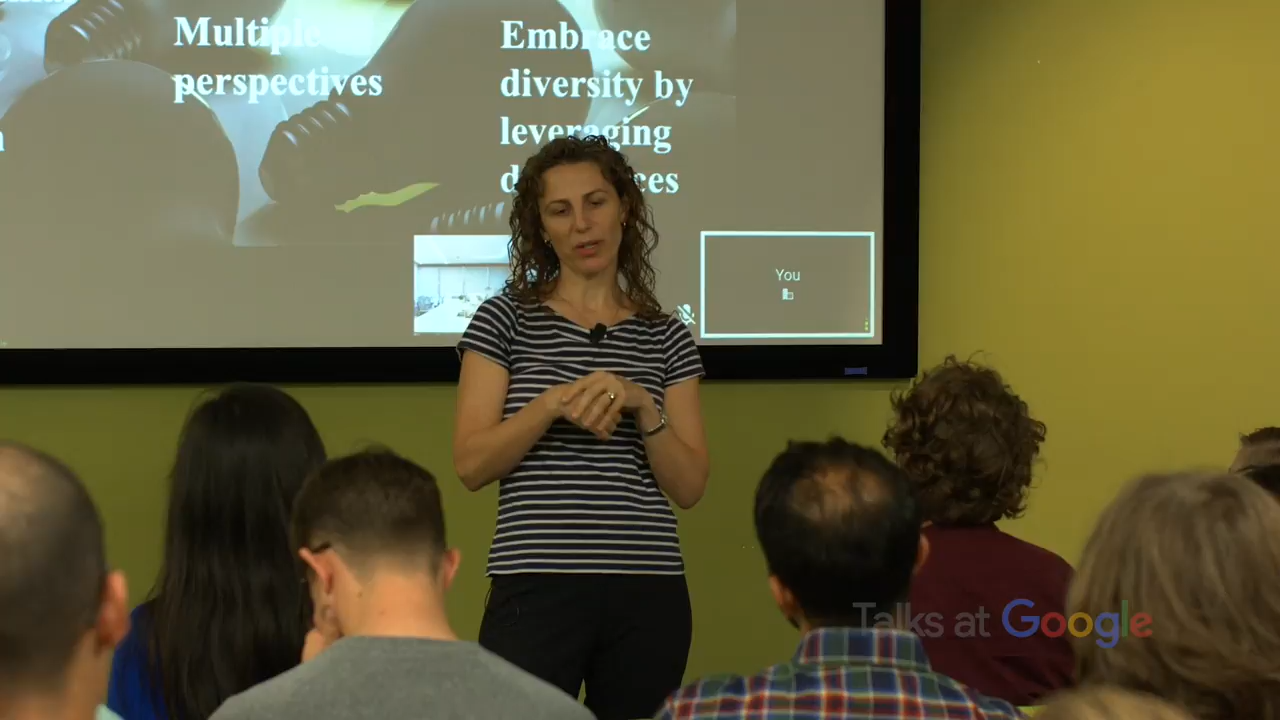 Multiple
perspectives
Embrace
diversity by
leveraging
You
Talks at Google